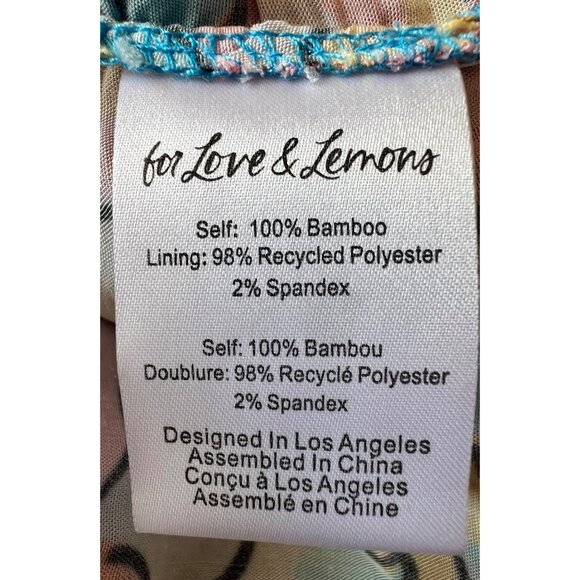 for Love & Lemons
Self: 100% Bamboo
Lining: 98% Recycled Polyester
2% Spandex
Self: 100% Bambou
Doublure: 98% Recyclé Polyester
2% Spandex
Designed In Los Angeles
Assembled In China
Conçu à Los Angeles
Assemblé en Chine